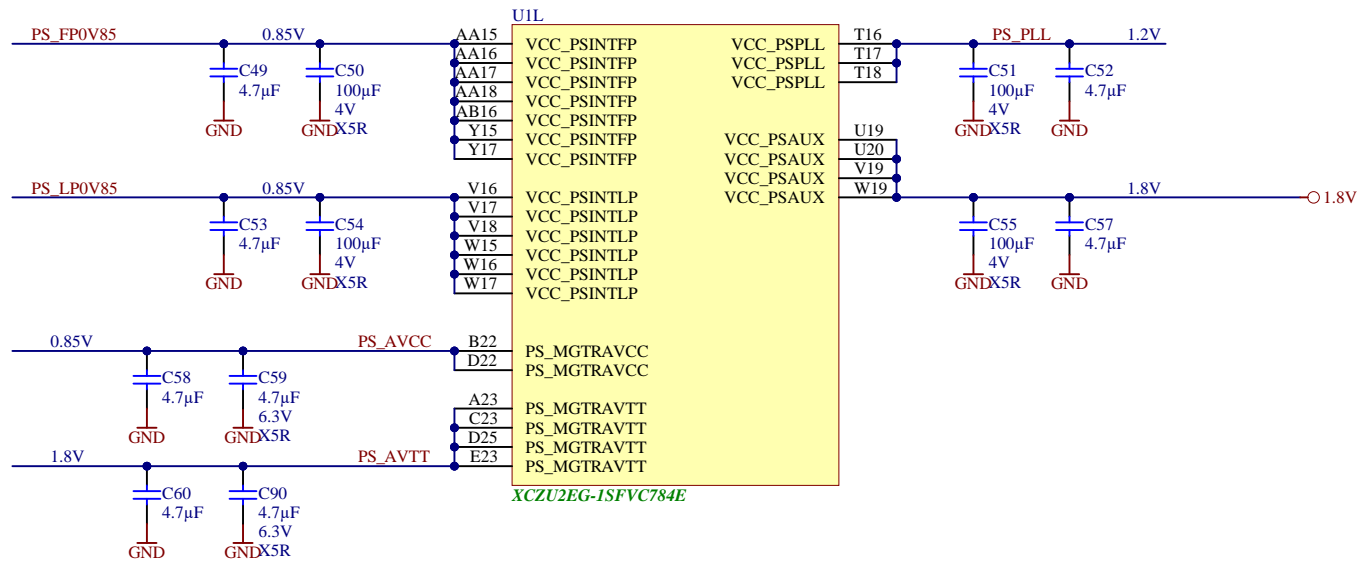 U1L
PS_FP0V85 0.85V AA15 VCC_PSINTFP VCC_PSPLL T16 PS_PLL 1.2V
AA16 VCC_PSINTFP VCC_PSPLL T17
C49 C50 AA17 VCC_PSINTFP VCC_PSPLL T18 C51 C52
4.7µF 100µF AA18 VCC_PSINTFP 100µF 4.7µF
4V AB16 VCC_PSINTFP 4V
GND GND X5R Y15 VCC_PSINTFP VCC_PSAUX U19 GND X5R GND
Y17 VCC_PSINTFP VCC_PSAUX U20
VCC_PSAUX V19
PS_LP0V85 0.85V V16 VCC_PSINTLP VCC_PSAUX W19 1.8V 1.8V
V17 VCC_PSINTLP
C53 C54 V18 VCC_PSINTLP C55 C57
4.7µF 100µF W15 VCC_PSINTLP 100µF 4.7µF
4V W16 VCC_PSINTLP 4V
GND GND X5R W17 VCC_PSINTLP GND X5R GND
0.85V PS_AVCC B22 PS_MGTRAVCC
D22 PS_MGTRAVCC
C58 C59
4.7µF 4.7µF A23 PS_MGTRAVTT
6.3V C23 PS_MGTRAVTT
GND GND X5R D25 PS_MGTRAVTT
1.8V PS_AVTT E23 PS_MGTRAVTT
C60 C90 XCZU2EG-1SFVC784E
4.7µF 4.7µF
6.3V
GND GND X5R